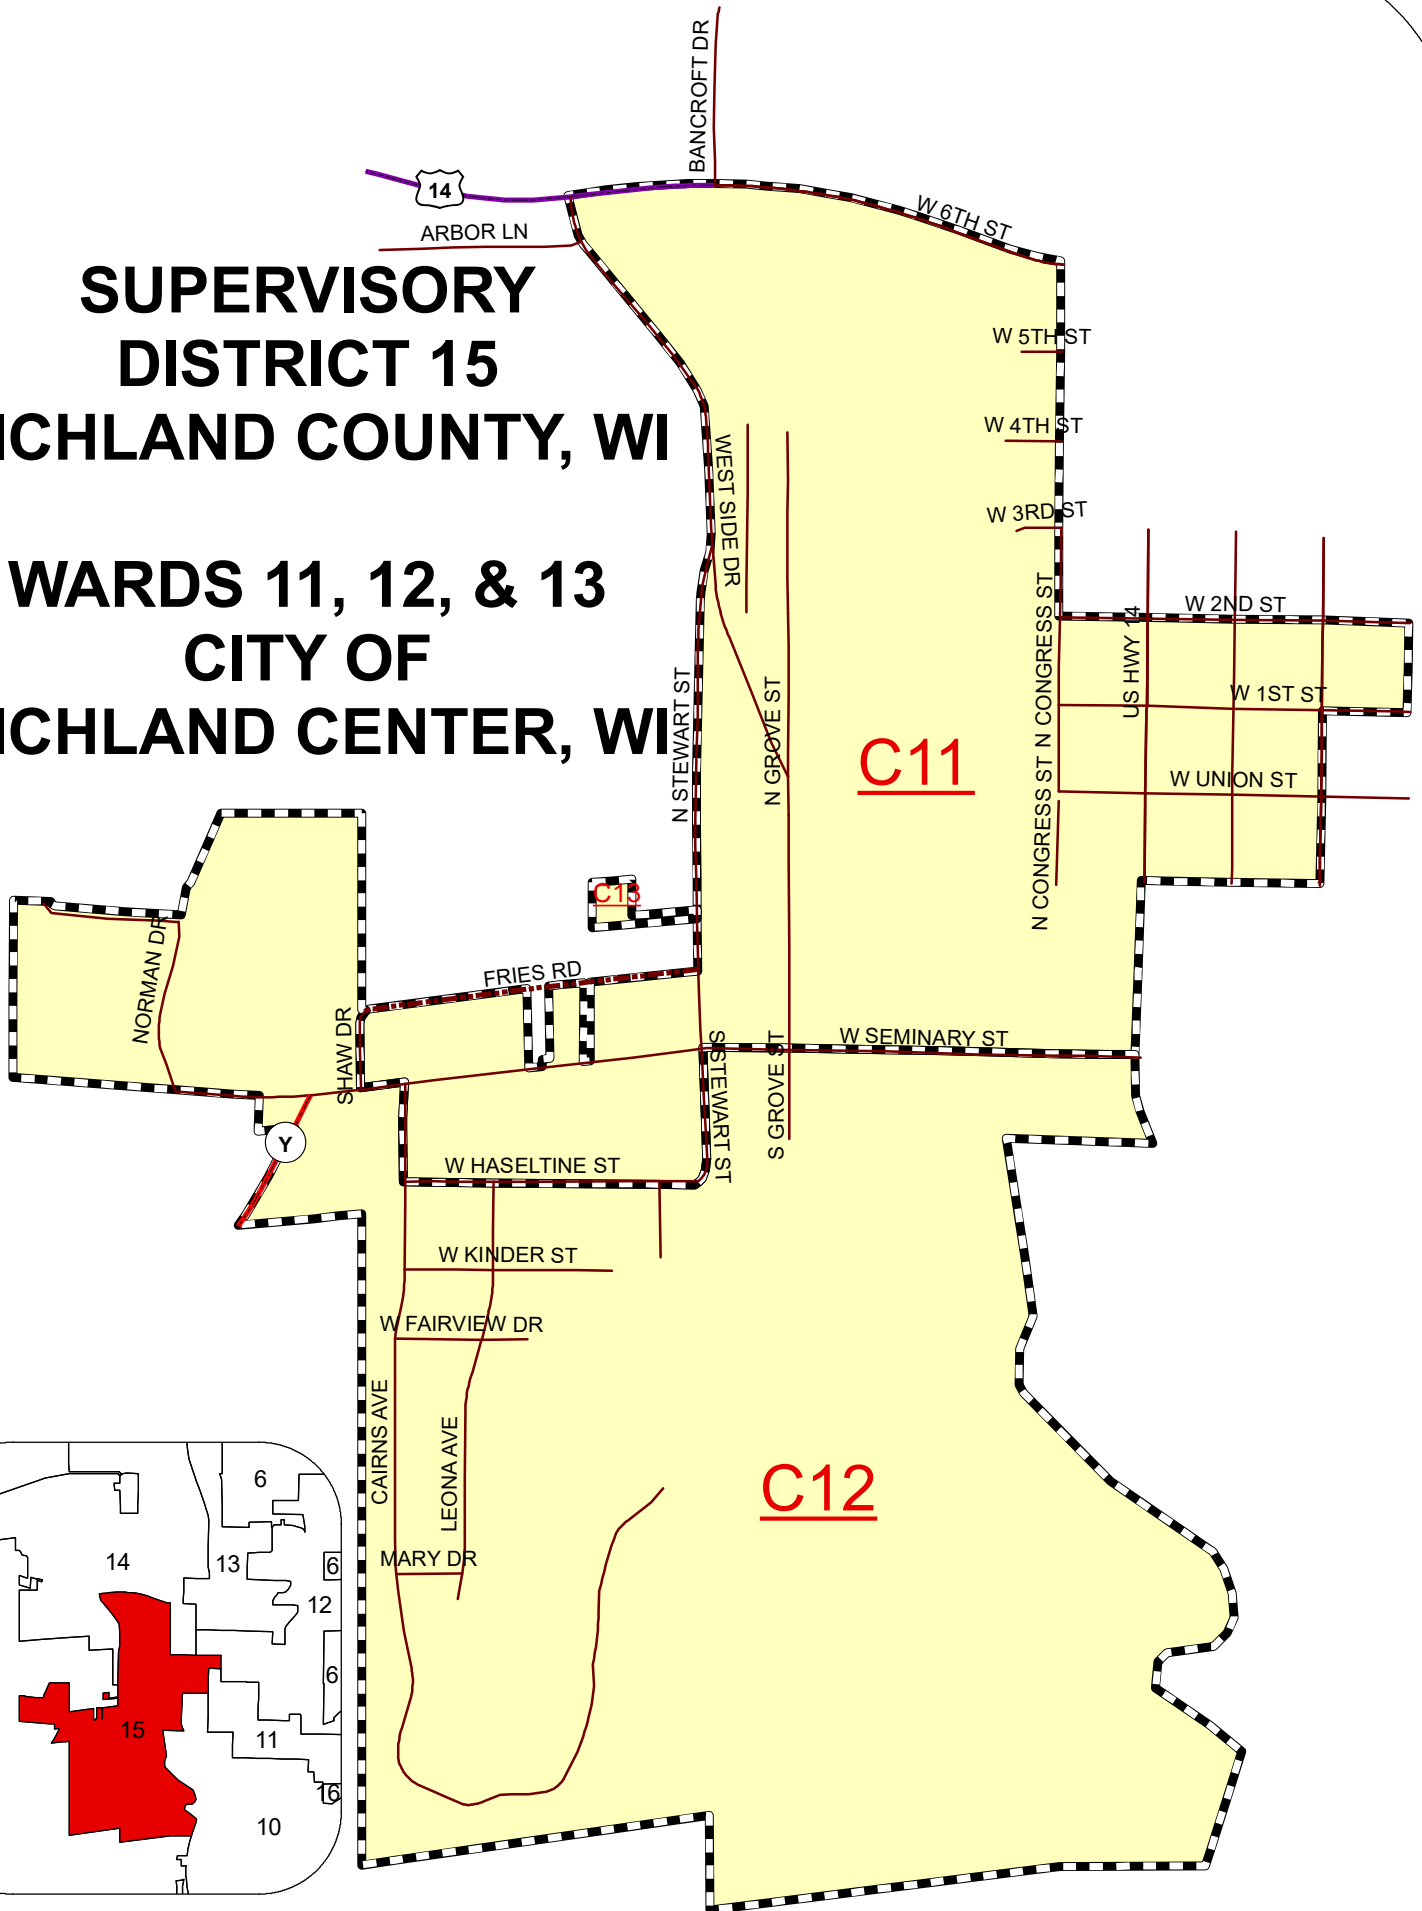 BANCROFT DR
14
W 6TH ST
ARBOR LN
SUPERVISORY
DISTRICT 15
ICHLAND COUNTY, WI
WARDS 11, 12, & 13
CITY OF
ICHLAND CENTER, WI
W 5TH ST
W 4TH ST
W 3RD ST
WEST SIDE DR
W 2ND ST
US HWY 14
N CONGRESS ST
N CONGRESS ST
W 1ST ST
N STEWART ST
N GROVE ST
C11
W UNION ST
C13
NORMAN DR
FRIES RD
SHAW DR
W SEMINARY ST
S STEWART ST
S GROVE ST
Y
W HASELTINE ST
W KINDER ST
W FAIRVIEW DR
CAIRNS AVE
LEONA AVE
C12
MARY DR
6
14
13
6
12
6
15
11
16
10